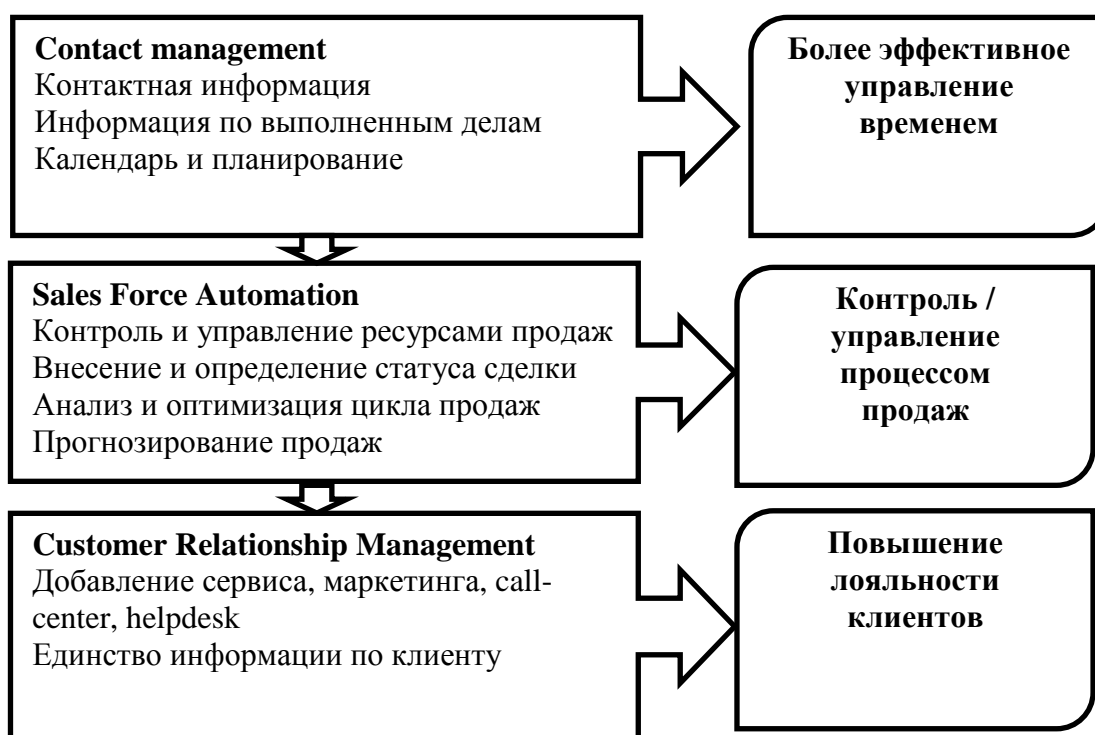 Contact management
Контактная информация
Информация по выполненным делам
Календарь и планирование
Более эффективное
управление
временем
Sales Force Automation
Контроль и управление ресурсами продаж
Внесение и определение статуса сделки
Анализ и оптимизация цикла продаж
Прогнозирование продаж
Контроль /
управление
процессом
продаж
Customer Relationship Management
Добавление сервиса, маркетинга, call-
center, helpdesk
Единство информации по клиенту
Повышение
лояльности
клиентов